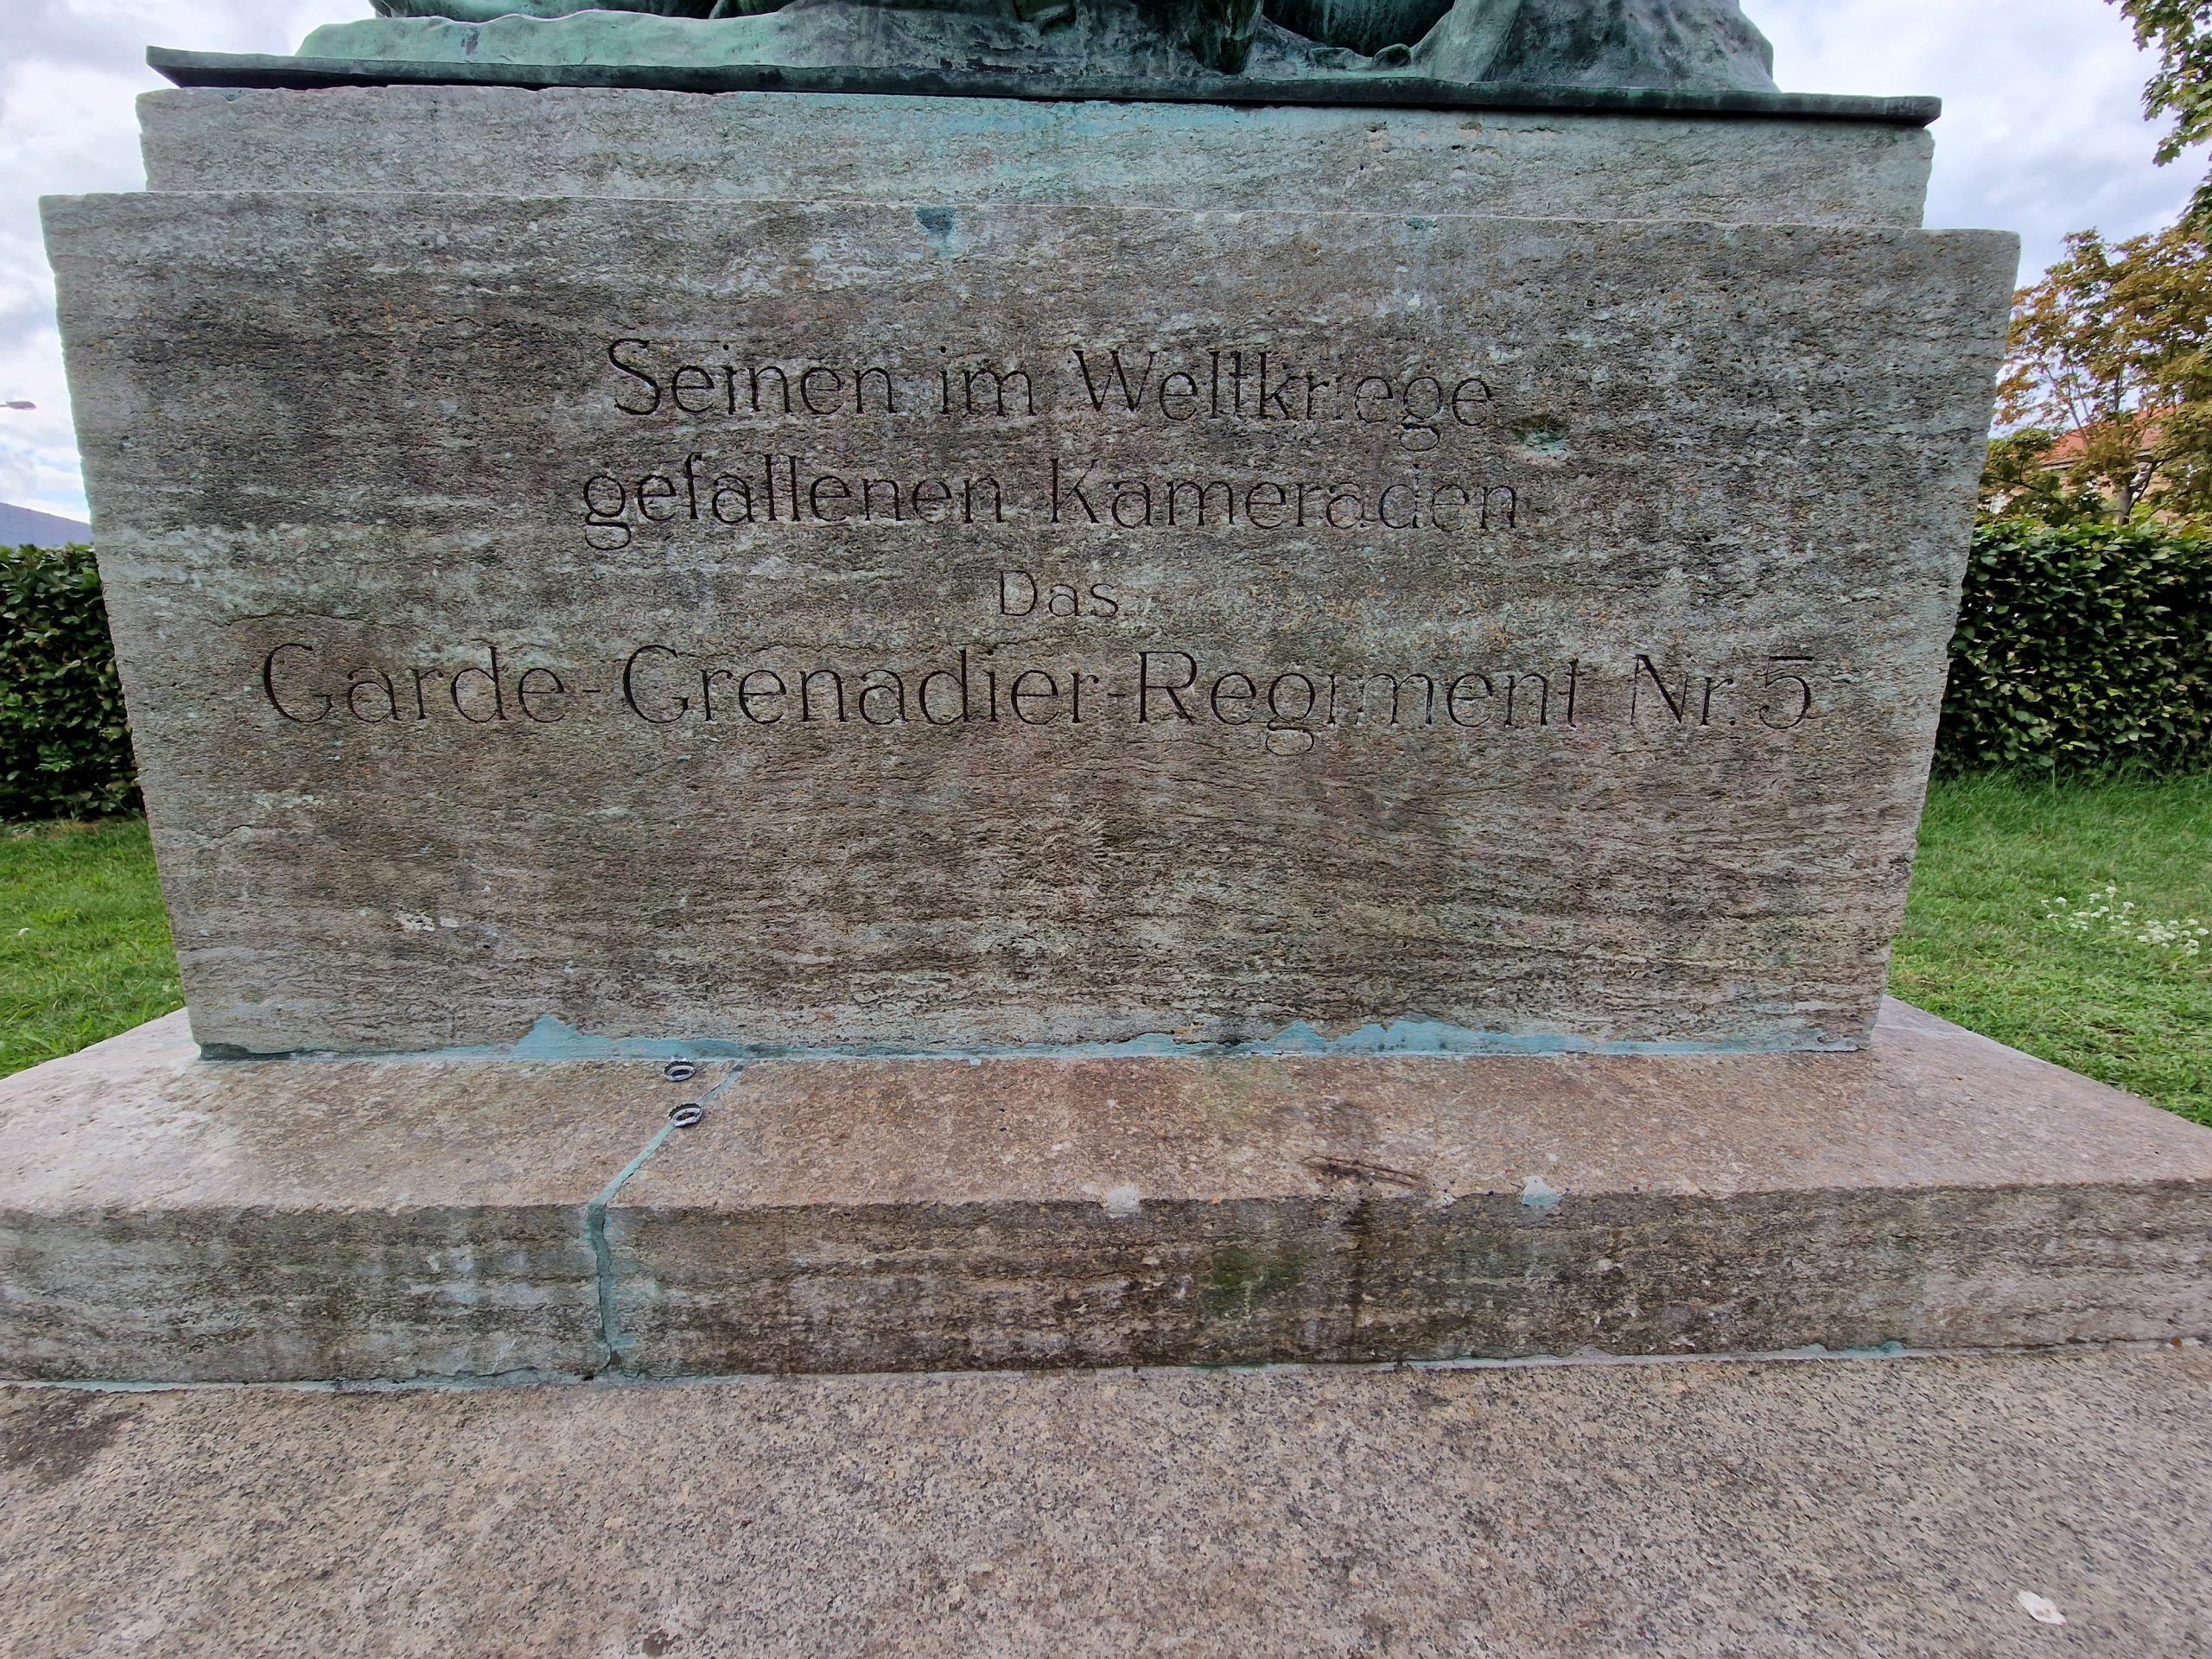 Seinen im Weltkriege
gefallenen Kameraden
Das
Garde-Grenadier-Regiment Nr. 5